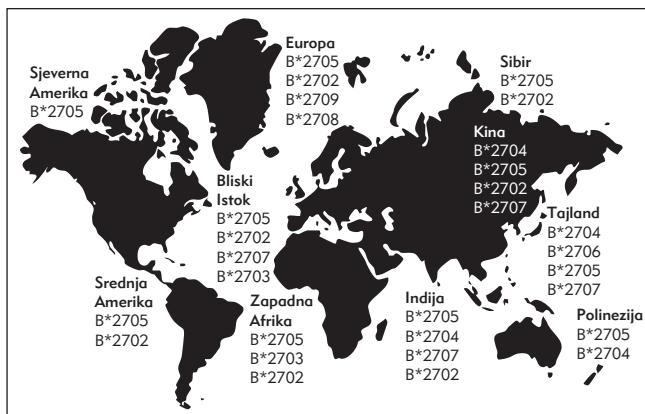 Sjeverna
Amerika
B*2705
Europa
B*2705
B*2702
B*2709
B*2708
Sibir
B*2705
B*2702
Kina
B*2704
B*2705
B*2702
B*2707
Bliski
Istok
B*2705
B*2702
B*2707
B*2703
Tajland
B*2704
B*2706
B*2705
B*2707
Srednja
Amerika
B*2705
B*2702
Zapadna
Afrika
B*2705
B*2703
B*2702
Indija
B*2705
B*2704
B*2707
B*2702
Polinezija
B*2705
B*2704